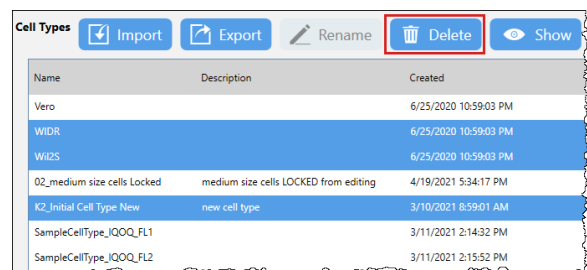 Cell Types Import Export Rename Delete Show
Name Description Created
Vero 6/25/2020 10:59:03 PM
WIDR 6/25/2020 10:59:03 PM
Wil2S 6/25/2020 10:59:03 PM
02_medium size cells Locked medium size cells LOCKED from editing 4/19/2021 5:34:17 PM
K2_Initial Cell Type New new cell type 3/10/2021 8:59:01 AM
SampleCellType_IQOQ_FL1 3/11/2021 2:14:32 PM
SampleCellType_IQOQ_FL2 3/11/2021 2:15:52 PM